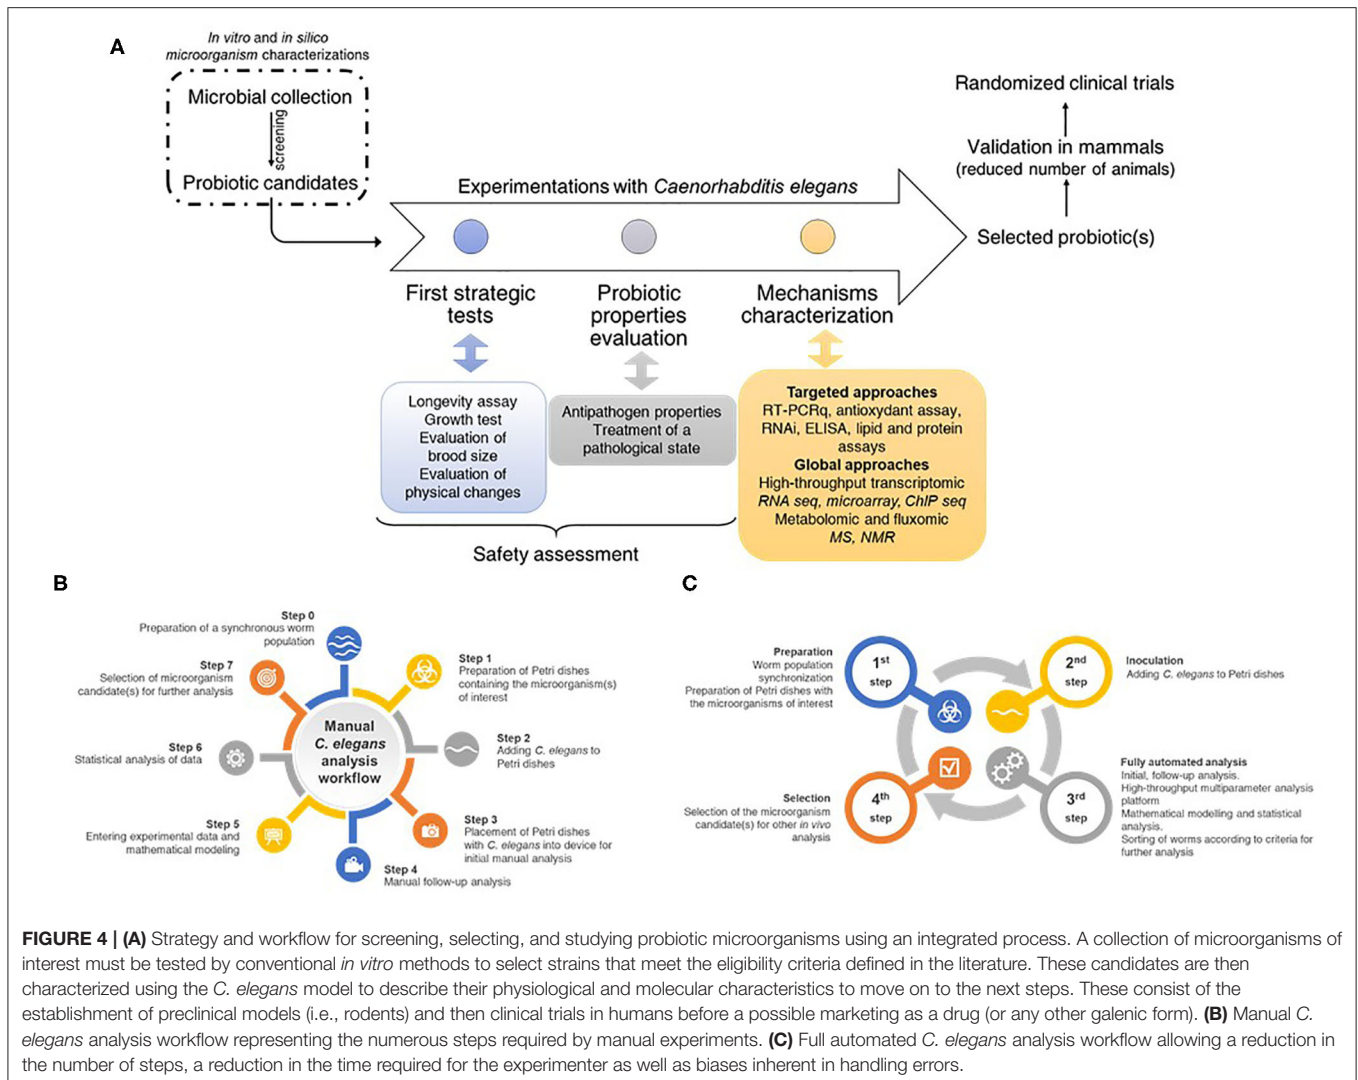 (A)
In vitro and in silico
microorganism characterizations
Microbial collection
screening
Probiotic candidates
Experimentations with Caenorhabditis elegans
Randomized clinical trials
Validation in mammals
(reduced number of animals)
Selected probiotic(s)
First strategic
tests
Probiotic
properties
evaluation
Mechanisms
characterization
Longevity assay
Growth test
Evaluation of
brood size
Evaluation of
physical changes
Antipathogen properties
Treatment of a
pathological state
Targeted approaches
RT-PCRq, antioxydant assay,
RNAi, ELISA, lipid and protein
assays
Global approaches
High-throughput transcriptomic
RNA seq, microarray, ChIP seq
Metabolomic and fluxomic
MS, NMR
Safety assessment
B
Step 0
Preparation of a synchronous worm
population
Step 1
Preparation of Petri dishes
containing the microorganism(s)
of interest
Step 2
Adding C. elegans to
Petri dishes
Step 3
Placement of Petri dishes
with C. elegans into device for
initial manual analysis
Step 4
Manual follow-up analysis
Step 5
Entering experimental data and
mathematical modeling
Step 6
Statistical analysis of data
Step 7
Selection of microorganism
candidate(s) for further analysis
Manual
C. elegans
analysis
workflow
C
Preparation
Worm population
synchronization
Preparation of Petri dishes with
the microorganisms of interest
1st
step
2nd
step
Inoculation
Adding C. elegans to Petri dishes
3rd
step
Fully automated analysis
Initial, follow-up analysis.
High-throughput multiparameter analysis
platform
Mathematical modelling and statistical
analysis.
Sorting of worms according to criteria for
further analysis
4th
step
Selection
Selection of the microorganism
candidate(s) for other in vivo
analysis
FIGURE 4 | (A) Strategy and workflow for screening, selecting, and studying probiotic microorganisms using an integrated process. A collection of microorganisms of
interest must be tested by conventional in vitro methods to select strains that meet the eligibility criteria defined in the literature. These candidates are then
characterized using the C. elegans model to describe their physiological and molecular characteristics to move on to the next steps. These consist of the
establishment of preclinical models (i.e., rodents) and then clinical trials in humans before a possible marketing as a drug (or any other galenic form). (B) Manual C.
elegans analysis workflow representing the numerous steps required by manual experiments. (C) Full automated C. elegans analysis workflow allowing a reduction in
the number of steps, a reduction in the time required for the experimenter as well as biases inherent in handling errors.